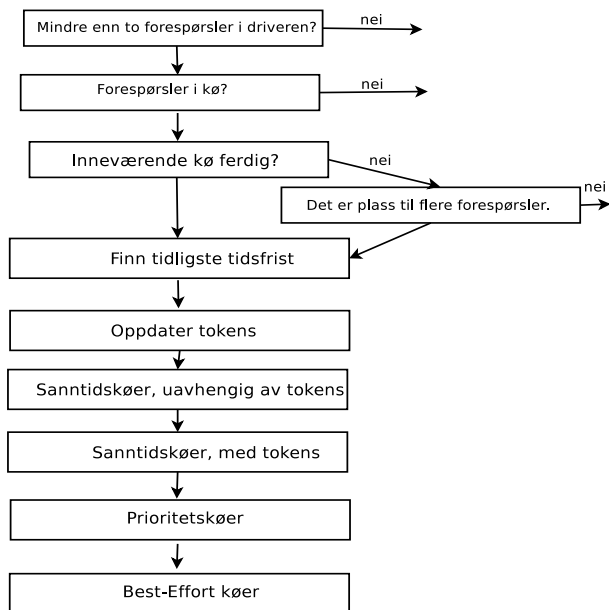 Mindre enn to forespørsler i driveren?
nei
Forespørsler i kø?
nei
Inneværende kø ferdig?
nei
Det er plass til flere forespørsler.
nei
Finn tidligste tidsfrist
Oppdater tokens
Sanntidskøer, uavhengig av tokens
Sanntidskøer, med tokens
Prioritetskøer
Best-Effort køer